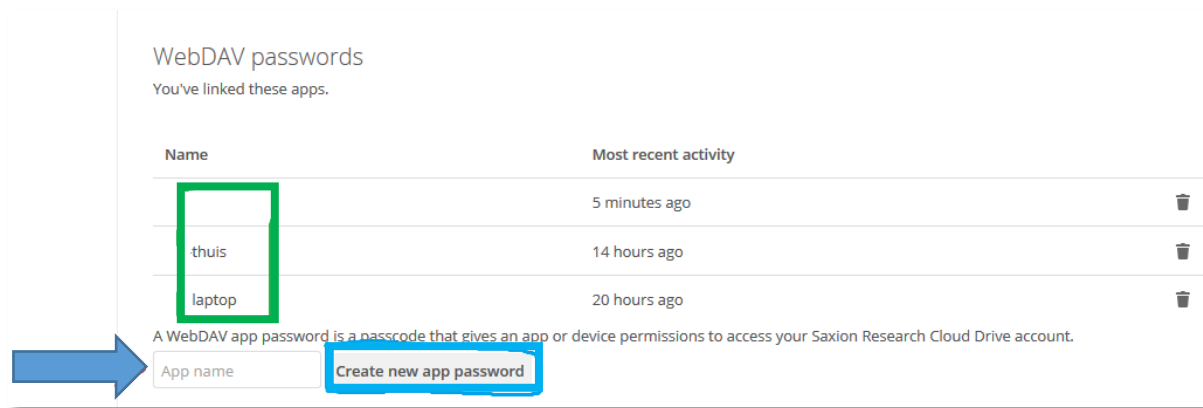 WebDAV passwords
You've linked these apps.
Name Most recent activity
5 minutes ago
thuis 14 hours ago
laptop 20 hours ago
A WebDAV app password is a passcode that gives an app or device permissions to access your Saxion Research Cloud Drive account.
App name Create new app password